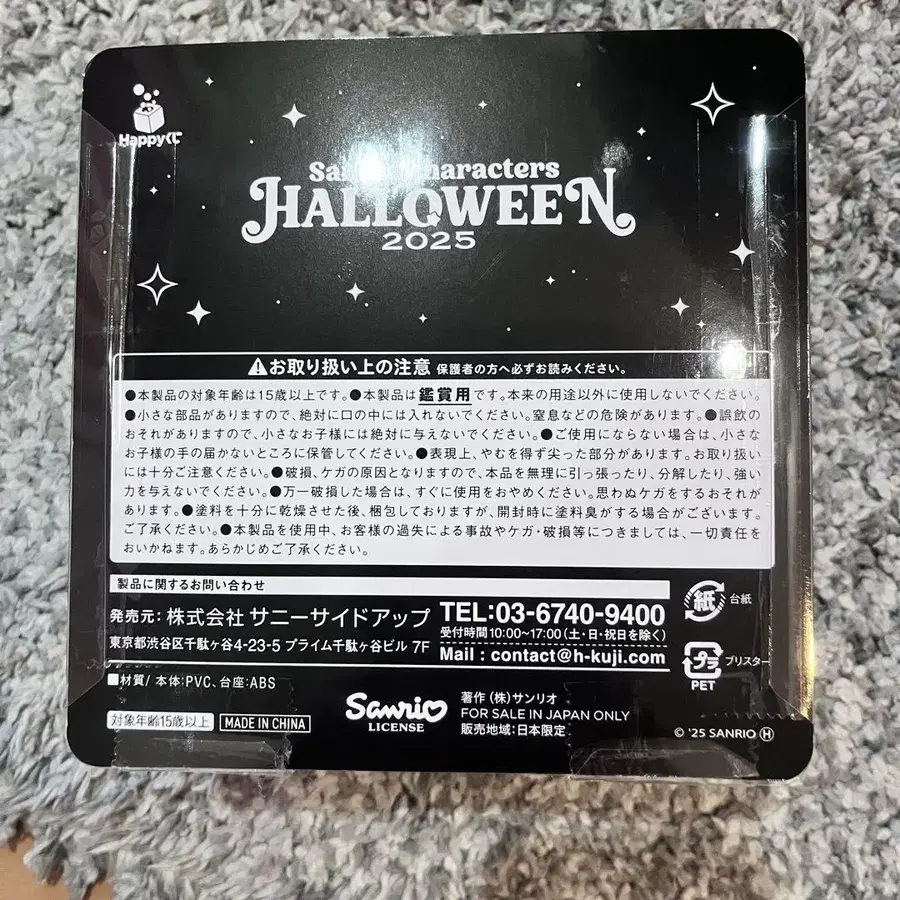 Happyくじ
Characters
HALLOWEEN
2025
お取り扱い上の注意 保護者の方へ必ずお読みください。
●本製品の対象年齢は15歳以上です。●本製品は鑑賞用です。本来の用途以外に使用しないでください。
●小さな部品がありますので、絶対に口の中には入れないでください。窒息などの危険があります。●誤飲の
おそれがありますので、小さなお子様には絶対に与えないでください。●ご使用にならない場合は、小さな
お子様の手の届かないところに保管してください。●表現上、やむを得ず尖った部分があります。お取り扱い
には十分ご注意ください。●破損、ケガの原因となりますので、本品を無理に引っ張ったり、分解したり、強い
力を与えないでください。●万一破損した場合は、すぐに使用をおやめください。思わぬケガをするおそれが
あります。●塗料を十分に乾燥させた後、梱包しておりますが、開封時に塗料臭がする場合がございます。
ご了承ください。●本製品を使用中、お客様の過失による事故やケガ・破損等につきましては、一切責任を
おいかねます。あらかじめご了承ください。
製品に関するお問い合わせ
発売元:株式会社 サニーサイドアップ
東京都渋谷区千駄ヶ谷4-23-5 プライム千駄ヶ谷ビル 7F
TEL:03-6740-9400
受付時間10:00~17:00(土・日・祝日を除く)
Mail : contact@h-kuji.com
紙 台紙
プラ ブリスター
PET
■材質/ 本体:PVC、台座:ABS
対象年齢15歳以上
MADE IN CHINA
Sanrio
LICENSE
著作 (株)サンリオ
FOR SALE IN JAPAN ONLY
販売地域:日本限定
© '25 SANRIO Ⓗ